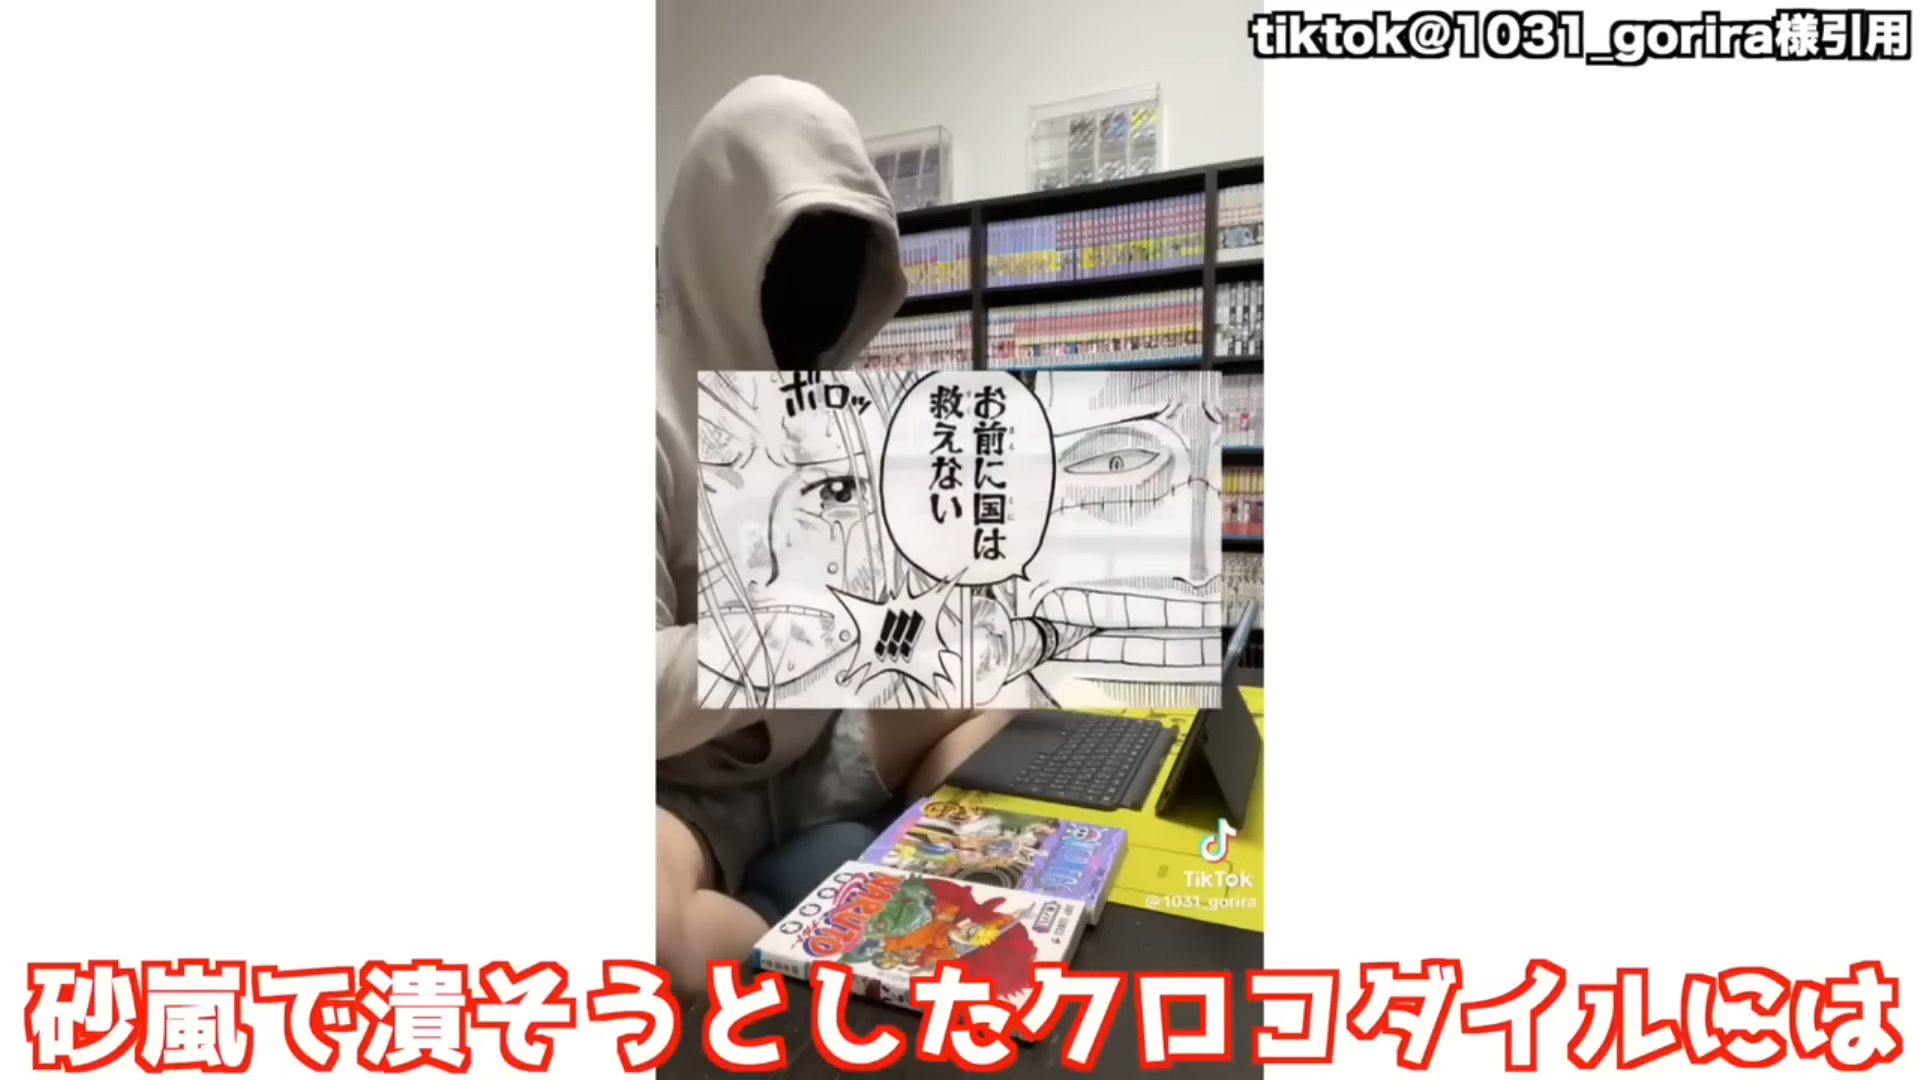 tiktok@1031_gorira様引用
ボロッ
お前に国は
救えない
!!!
TikTok
@1031_gorira
NARUTO
砂嵐で潰そうとしたクロコダイルには